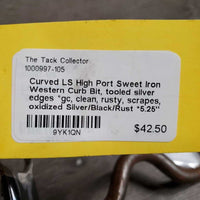 The Tack Collector
1000997-105
Curved LS High Port Sweet Iron
Western Curb Bit, tooled silver
edges *gc, clean, rusty, scrapes,
oxidized Silver/Black/Rust *5.25"
9YK1QN
$42.50